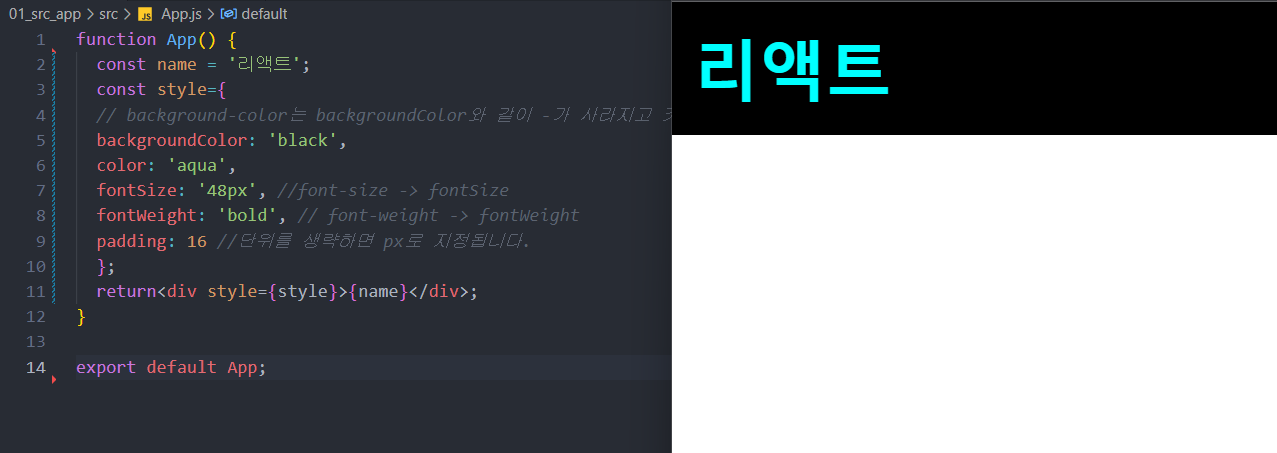 01_src_app > src > JS App.js > default
1 function App() {
2 const name = '리액트';
3 const style={
4 // background-color는 backgroundColor와 같이 -가 사라지고
5 backgroundColor: 'black',
6 color: 'aqua',
7 fontSize: '48px', //font-size -> fontSize
8 fontWeight: 'bold', // font-weight -> fontWeight
9 padding: 16 //단위를 생략하면 px로 지정됩니다.
10 };
11 return<div style={style}>{name}</div>;
12 }
13
14 export default App;
리액트